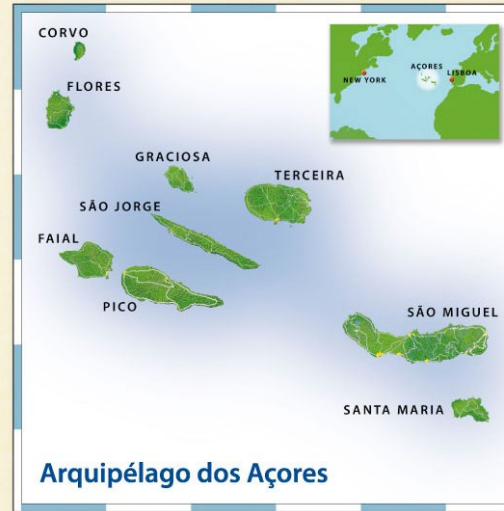 CORVO
FLORES
AÇORES
LISBOA
NEW YORK
GRACIOSA
TERCEIRA
SÃO JORGE
FAIAL
PICO
SÃO MIGUEL
SANTA MARIA
Arquipélago dos Açores